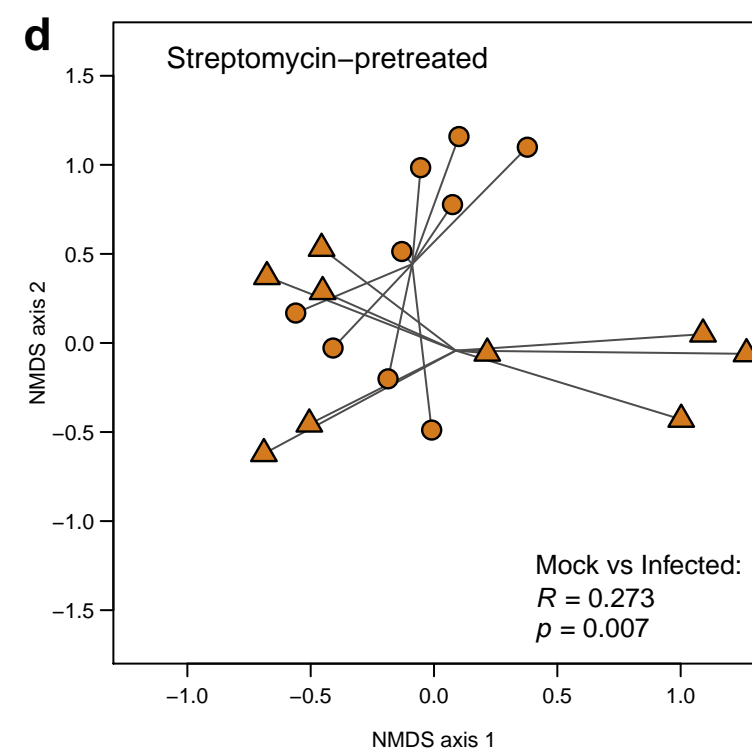 d
Streptomycin−pretreated
1.5
1.0
0.5
0.0
−0.5
−1.0
−1.5
NMDS axis 2
Mock vs Infected:
R = 0.273
p = 0.007
−1.0 −0.5 0.0 0.5 1.0
NMDS axis 1